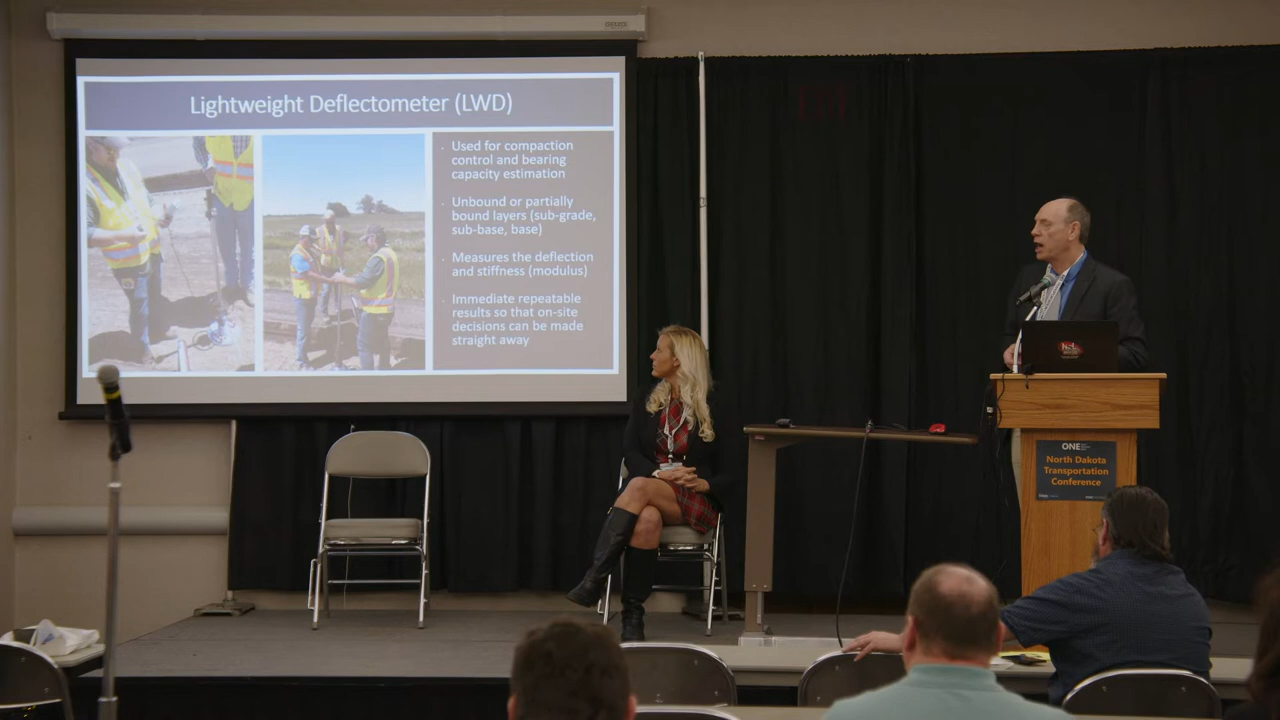 Lightweight Deflectometer (LWD)
Used for compaction
control and bearing
capacity estimation
Unbound or partially
bound layers (sub-grade,
sub-base, base)
Measures the deflection
and stiffness (modulus)
Immediate repeatable
results so that on-site
decisions can be made
straight away
ONE
North Dakota
Transportation
Conference